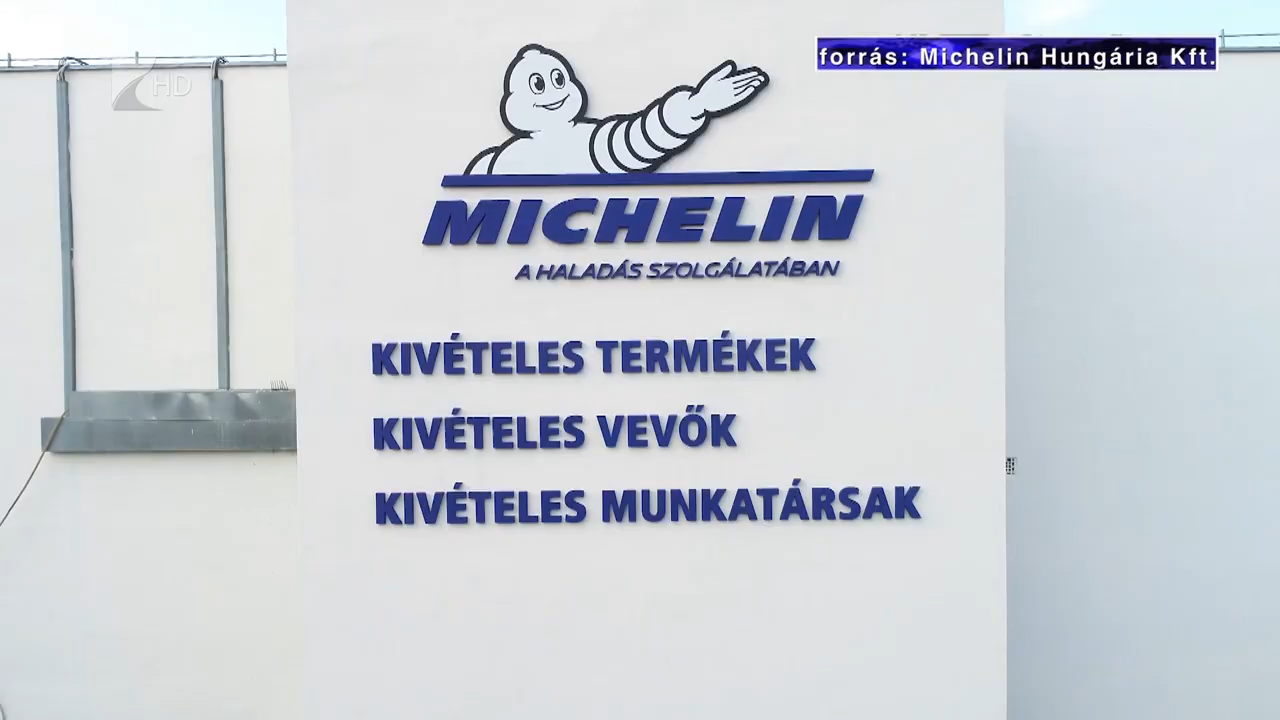 forrás: Michelin Hungária Kft.
HD
MICHELIN
A HALADÁS SZOLGÁLATÁBAN
KIVÉTELES TERMÉKEK
KIVÉTELES VEVŐK
KIVÉTELES MUNKATÁRSAK